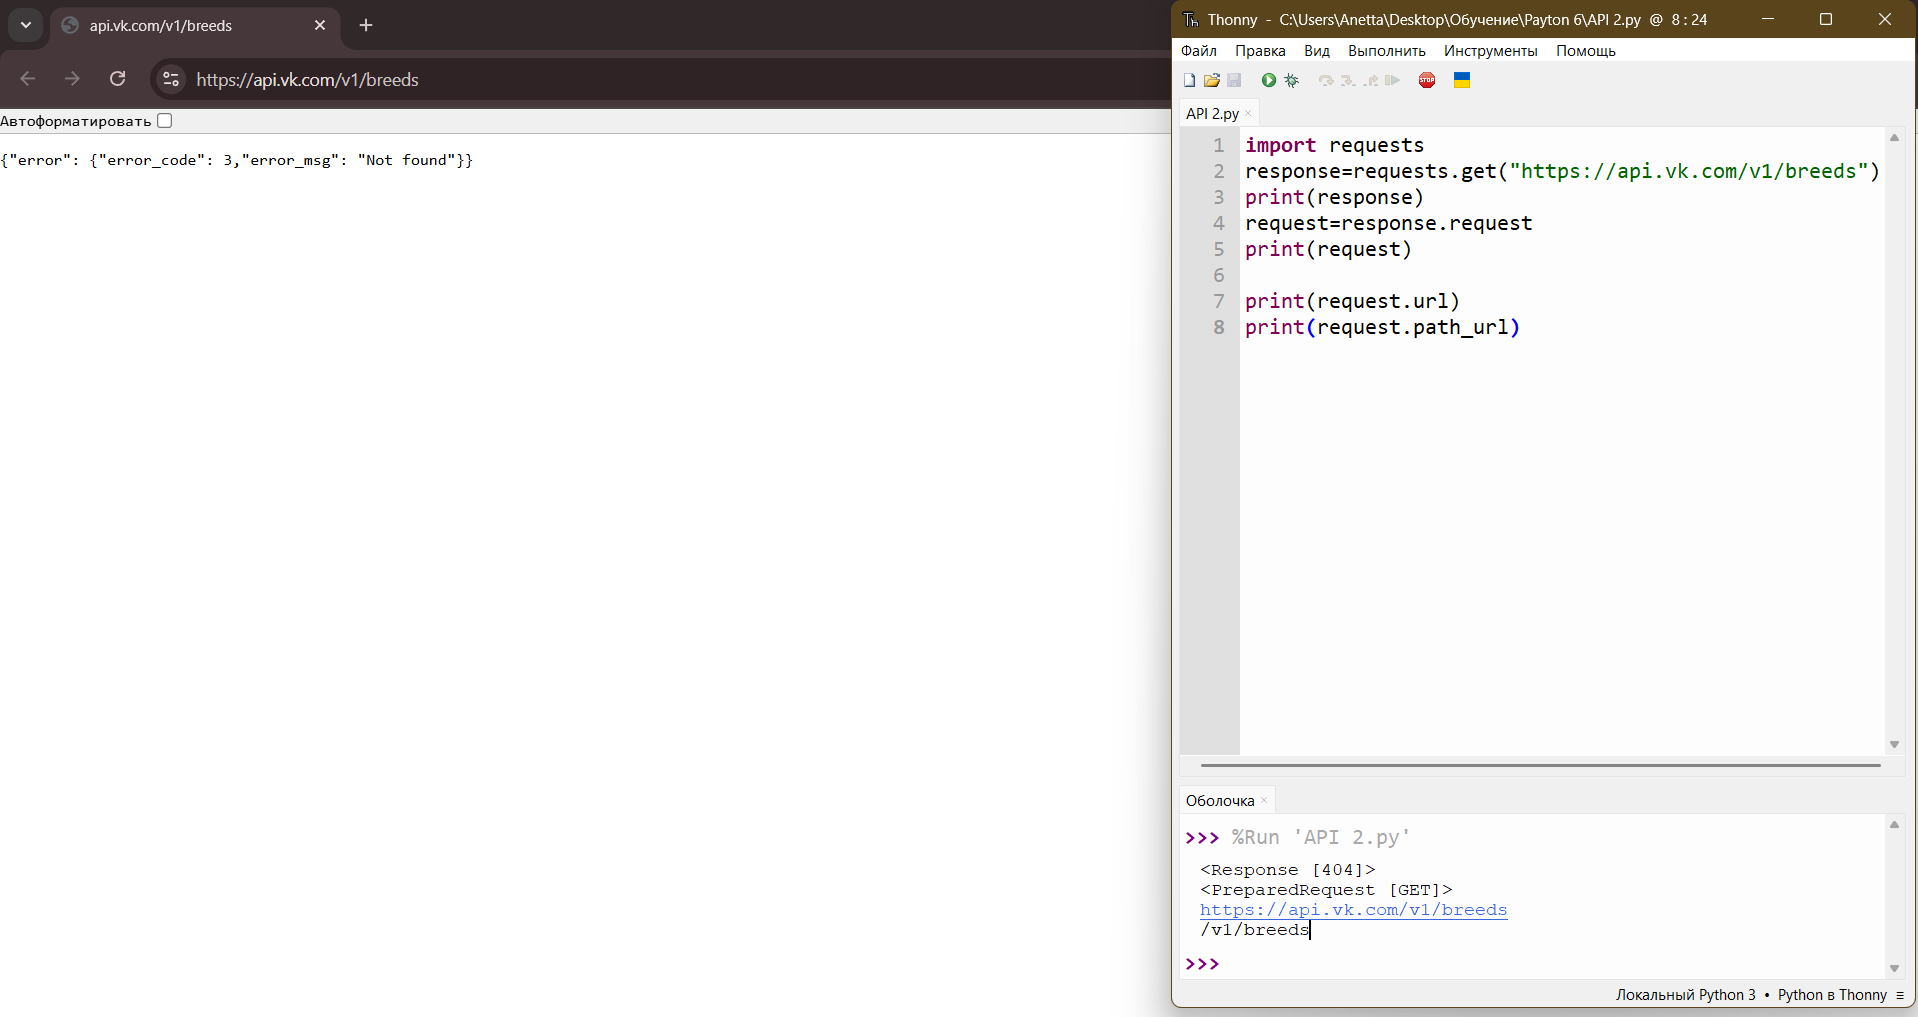 api.vk.com/v1/breeds
https://api.vk.com/v1/breeds
Автоформатировать
{"error": {"error_code": 3,"error_msg": "Not found"}}
Thonny - C:\Users\Anetta\Desktop\Обучение\Payton 6\API 2.py @ 8 : 24
Файл Правка Вид Выполнить Инструменты Помощь
STOP
API 2.py ×
1 import requests
2 response=requests.get("https://api.vk.com/v1/breeds")
3 print(response)
4 request=response.request
5 print(request)
6
7 print(request.url)
8 print(request.path_url)
Оболочка ×
>>> %Run 'API 2.py'
<Response [404]>
<PreparedRequest [GET]>
https://api.vk.com/v1/breeds
/v1/breeds
>>>
Локальный Python 3 • Python в Thonny ≡